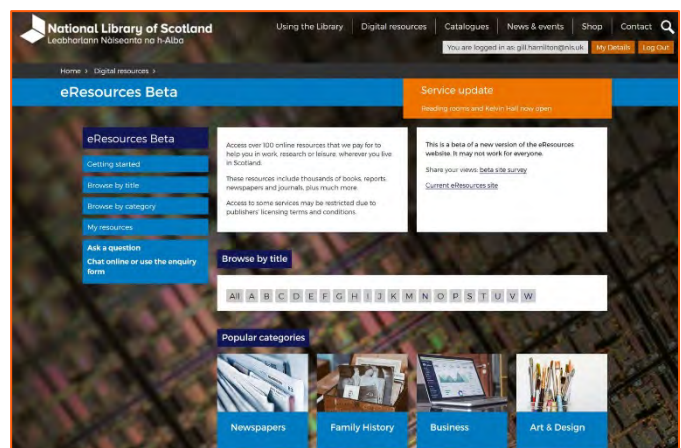 National Library of Scotland
Leabharlann Nàiseanta na h-Alba
Using the Library
Digital resources
Catalogues
News & events
Shop
Contact
You are logged in as: gill.hamilton@nls.uk
My Details
Log Out
Home > Digital resources >
eResources Beta
Service update
Reading rooms and Kelvin Hall now open
eResources Beta
Getting started
Browse by title
Browse by category
My resources
Ask a question
Chat online or use the enquiry
form
Access over 100 online resources that we pay for to
help you in work, research or leisure, wherever you live
in Scotland.
These resources include thousands of books, reports,
newspapers and journals, plus much more.
Access to some services may be restricted due to
publishers' licensing terms and conditions.
This is a beta of a new version of the eResources
website. It may not work for everyone.
Share your views: beta site survey
Current eResources site
Browse by title
All A B C D E F G H I J K M N O P S T U V W
Popular categories
Newspapers
Family History
Business
Art & Design